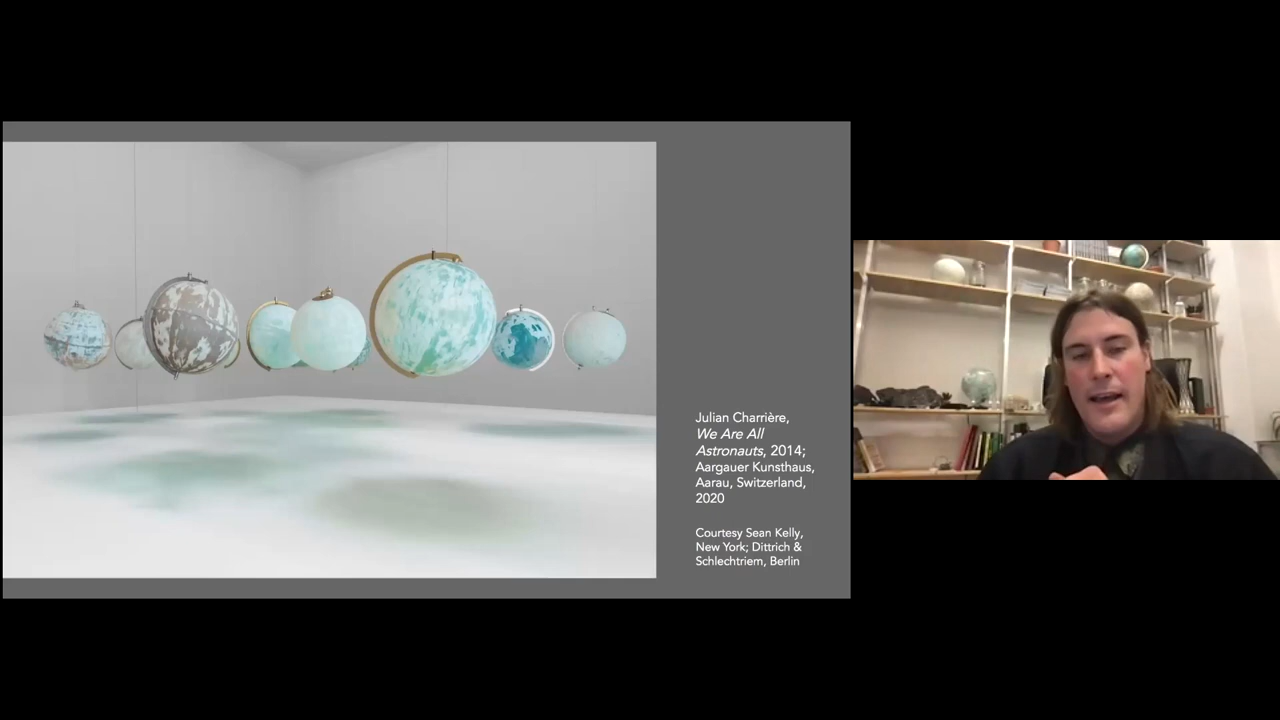 Julian Charrière,
We Are All
Astronauts, 2014;
Aargauer Kunsthaus,
Aarau, Switzerland,
2020
Courtesy Sean Kelly,
New York; Dittrich &
Schlechtriem, Berlin